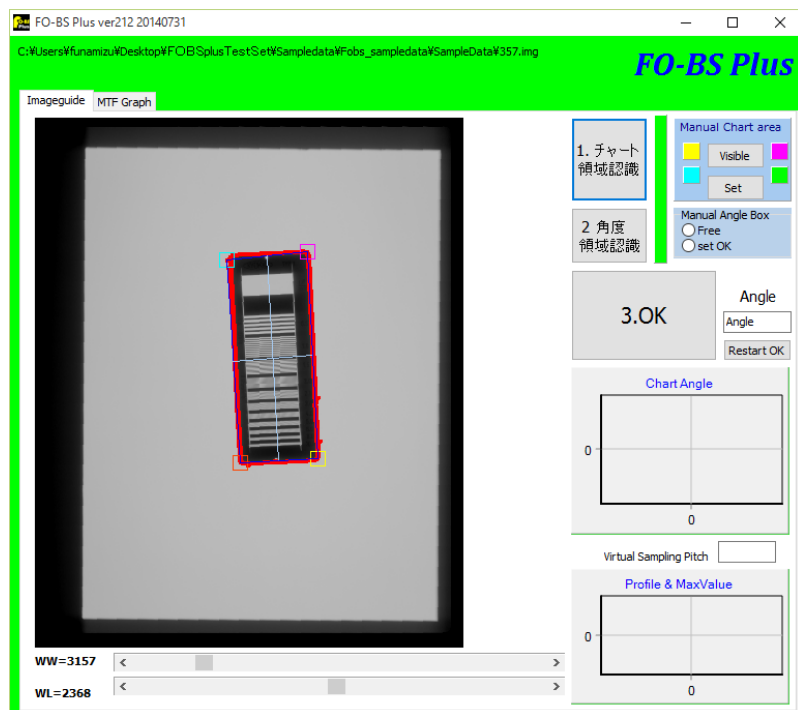 FO-BS Plus ver212 20140731
C:¥Users¥funamizu¥Desktop¥FOBSplusTestSet¥Sampledata¥Fobs_sampledata¥SampleData¥357.img
FO-BS Plus
Imageguide
MTF Graph
1. チャート
領域認識
2 角度
領域認識
Manual Chart area
Visible
Set
Manual Angle Box
Free
set OK
3.OK
Angle
Angle
Restart OK
Chart Angle
0
0
Virtual Sampling Pitch
Profile & MaxValue
0
0
WW=3157
WL=2368